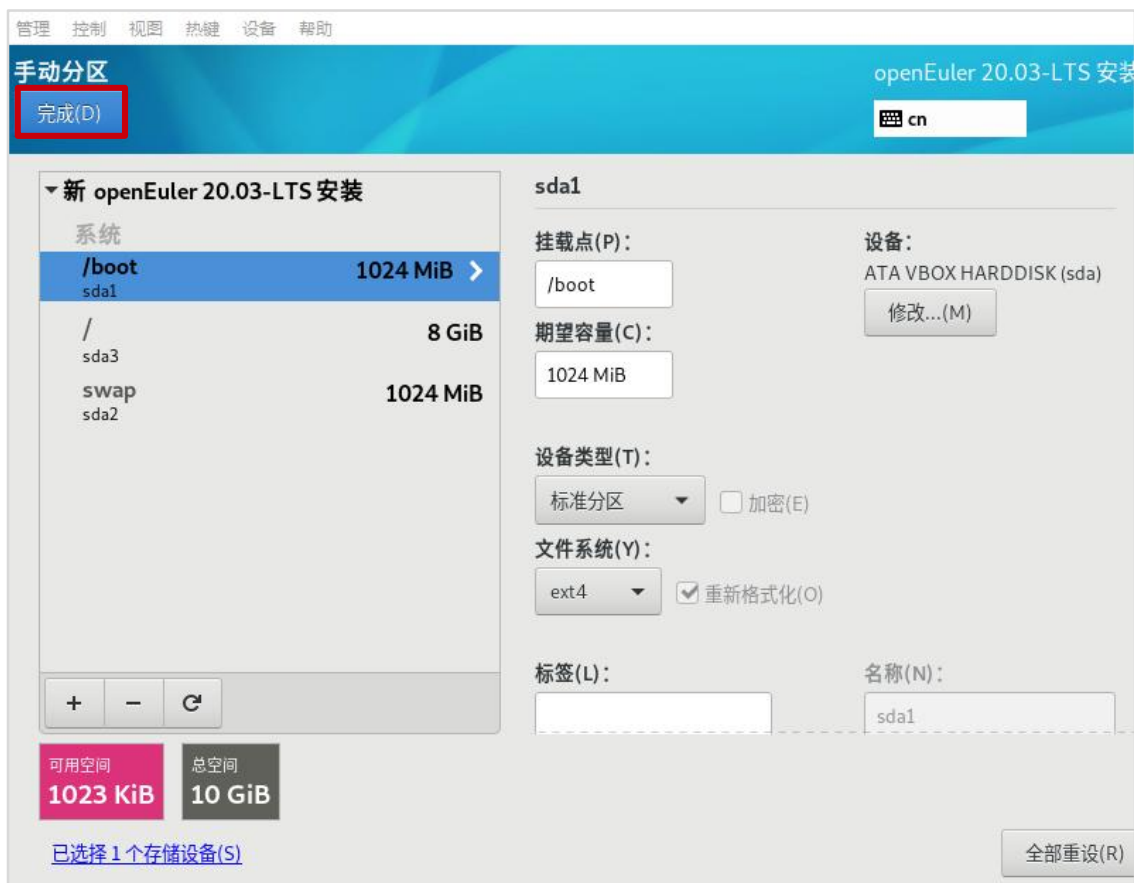 管理 控制 视图 热键 设备 帮助
手动分区
openEuler 20.03-LTS 安装
完成(D)
cn
新 openEuler 20.03-LTS 安装
系统
/boot 1024 MiB
sda1
/ 8 GiB
sda3
swap 1024 MiB
sda2
sda1
挂载点(P)：
/boot
设备：
ATA VBOX HARDDISK (sda)
修改...(M)
期望容量(C)：
1024 MiB
设备类型(T)：
标准分区
加密(E)
文件系统(Y)：
ext4
重新格式化(O)
标签(L)：
名称(N)：
sda1
+ −
可用空间
1023 KiB
总空间
10 GiB
已选择 1 个存储设备(S)
全部重设(R)